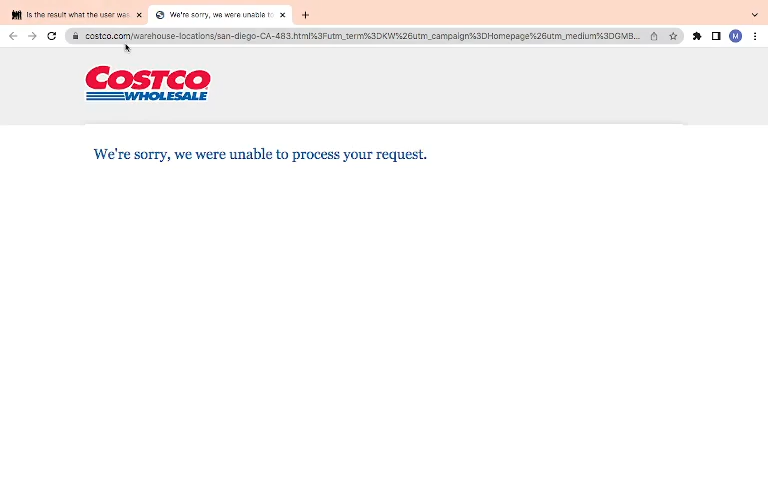 Is the result what the user was
We're sorry, we were unable to
costco.com/warehouse-locations/san-diego-CA-483.html%3Futm_term%3DKW%26utm_campaign%3DHomepage%26utm_medium%3DGMB...
M
COSTCO
WHOLESALE
We're sorry, we were unable to process your request.